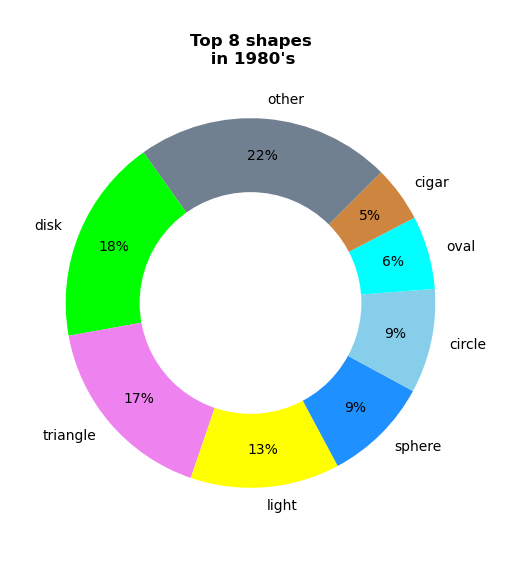 Top 8 shapes
in 1980's
other
22%
cigar
5%
disk
18%
oval
6%
circle
9%
triangle
17%
sphere
9%
light
13%